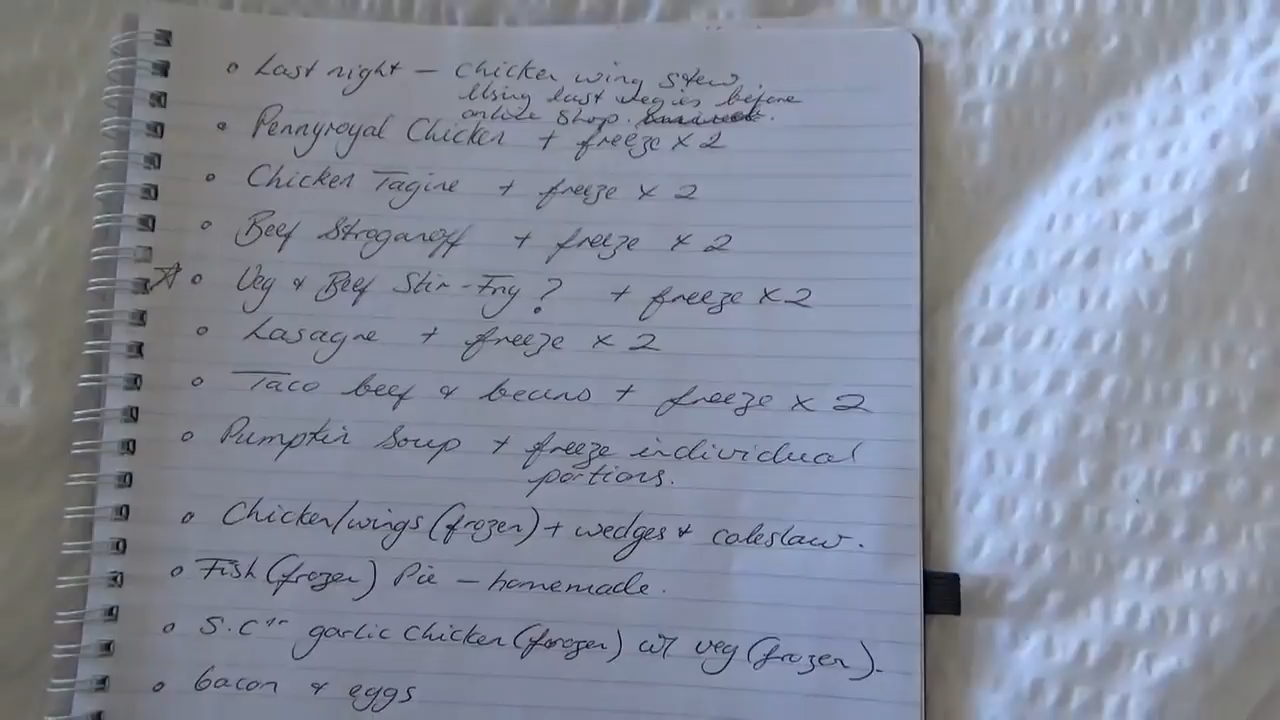 • Last night - Chicken wing stew.
Using last vegies before
online shop.
• Pennyroyal Chicken + freeze x 2
• Chicken Tagine + freeze x 2
• Beef Stroganoff + freeze x 2
☆ • Veg & Beef Stir-Fry? + freeze x 2
• Lasagne + freeze x 2
• Taco beef & beans + freeze x 2
• Pumpkin Soup + freeze individual
portions.
• Chicken/wings (frozen) + wedges & coleslaw.
• Fish (frozen) Pie - homemade.
• S.C" garlic chicken (frozen) w/ veg (frozen).
• bacon & eggs